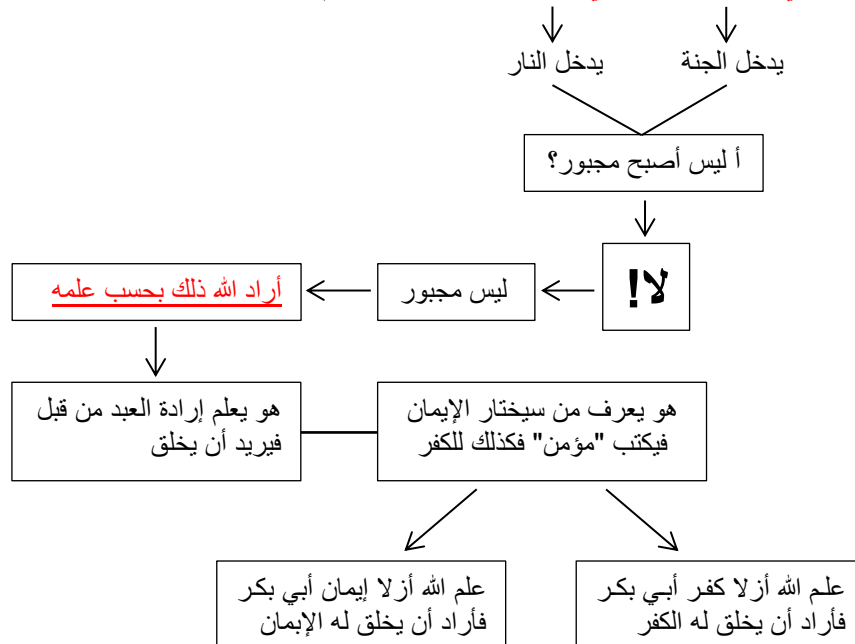 يدخل الجنة
يدخل النار
أ ليس أصبح مجبور؟
لا!
ليس مجبور
أراد الله ذلك بحسب علمه
هو يعلم إرادة العبد من قبل
فيريد أن يخلق
هو يعرف من سيختار الإيمان
فيكتب "مؤمن" فكذلك للكفر
علم الله أزلا كفر أبي بكر
فأراد أن يخلق له الكفر
علم الله أزلا إيمان أبي بكر
فأراد أن يخلق له الإيمان